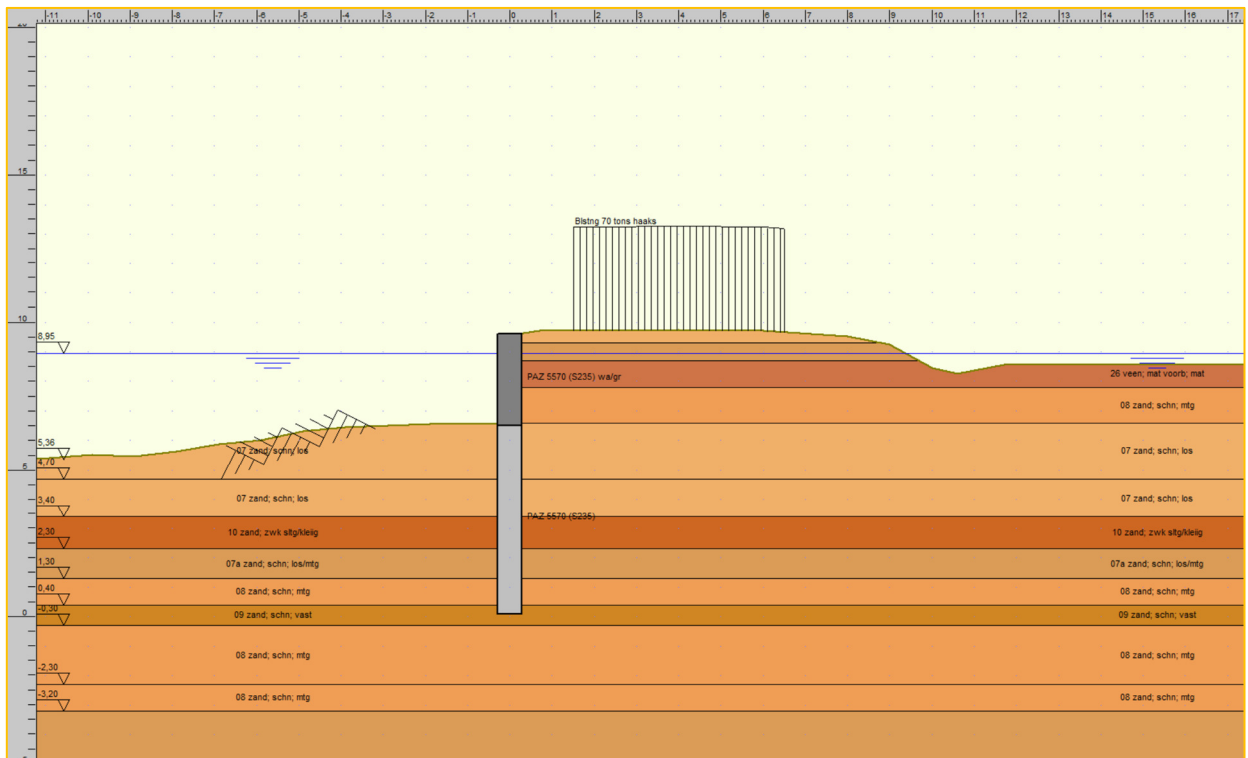 -11 -10 -9 -8 -7 -6 -5 -4 -3 -2 -1 0 1 2 3 4 5 6 7 8 9 10 11 12 13 14 15 16 17
20
15
Blstng 70 tons haaks
10
8,95
PAZ 5570 (S235) wa/gr
26 veen; mat voorb; mat
08 zand; schn; mtg
5,36
07 zand; schn; los
07 zand; schn; los
4,70
5
07 zand; schn; los
07 zand; schn; los
3,40
PAZ 5570 (S235)
2,30
10 zand; zwk sltg/kleiig
10 zand; zwk sltg/kleiig
1,30
07a zand; schn; los/mtg
07a zand; schn; los/mtg
0,40
08 zand; schn; mtg
08 zand; schn; mtg
-0,30
0
09 zand; schn; vast
09 zand; schn; vast
08 zand; schn; mtg
08 zand; schn; mtg
-2,30
-3,20
08 zand; schn; mtg
08 zand; schn; mtg